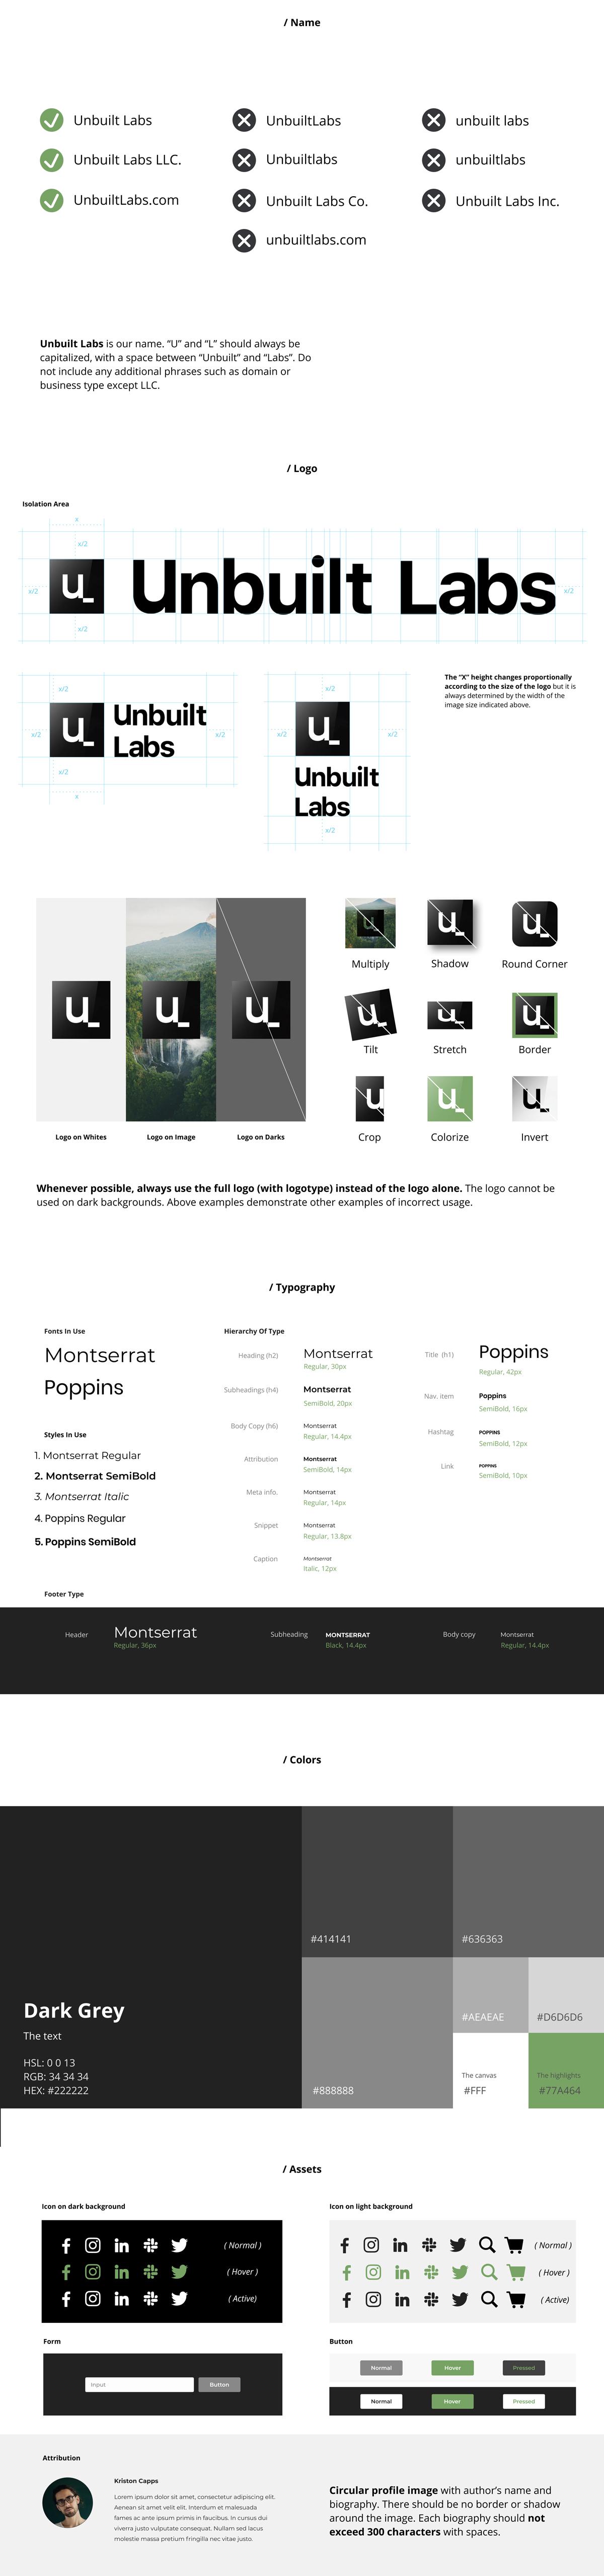 / Name
Unbuilt Labs
UnbuiltLabs
unbuilt labs
Unbuilt Labs LLC.
Unbuiltlabs
unbuiltlabs
UnbuiltLabs.com
Unbuilt Labs Co.
Unbuilt Labs Inc.
unbuiltlabs.com
Unbuilt Labs is our name. “U” and “L” should always be
capitalized, with a space between “Unbuilt” and “Labs”. Do
not include any additional phrases such as domain or
business type except LLC.
/ Logo
Isolation Area
x
x/2
x/2
u_
Unbuilt Labs
x/2
x/2
x/2
x/2
u_
Unbuilt
Labs
x/2
x/2
x
x/2
x/2
u_
x/2
Unbuilt
Labs
x/2
The “X” height changes proportionally
according to the size of the logo but it is
always determined by the width of the
image size indicated above.
u_
u_
u_
Logo on Whites
Logo on Image
Logo on Darks
u_
u_
u_
Multiply
Shadow
Round Corner
u_
u_
u_
Tilt
Stretch
Border
u
u_
u_
Crop
Colorize
Invert
Whenever possible, always use the full logo (with logotype) instead of the logo alone. The logo cannot be
used on dark backgrounds. Above examples demonstrate other examples of incorrect usage.
/ Typography
Fonts In Use
Montserrat
Poppins
Styles In Use
1. Montserrat Regular
2. Montserrat SemiBold
3. Montserrat Italic
4. Poppins Regular
5. Poppins SemiBold
Hierarchy Of Type
Heading (h2)
Montserrat
Regular, 30px
Subheadings (h4)
Montserrat
SemiBold, 20px
Body Copy (h6)
Montserrat
Regular, 14.4px
Attribution
Montserrat
SemiBold, 14px
Meta info.
Montserrat
Regular, 14px
Snippet
Montserrat
Regular, 13.8px
Caption
Montserrat
Italic, 12px
Title (h1)
Poppins
Regular, 42px
Nav. item
Poppins
SemiBold, 16px
Hashtag
POPPINS
SemiBold, 12px
Link
POPPINS
SemiBold, 10px
Footer Type
Header
Montserrat
Regular, 36px
Subheading
MONTSERRAT
Black, 14.4px
Body copy
Montserrat
Regular, 14.4px
/ Colors
Dark Grey
The text
HSL: 0 0 13
RGB: 34 34 34
HEX: #222222
#414141
#636363
#888888
#AEAEAE
#D6D6D6
The canvas
#FFF
The highlights
#77A464
/ Assets
Icon on dark background
( Normal )
( Hover )
( Active)
Icon on light background
( Normal )
( Hover )
( Active)
Form
Input
Button
Button
Normal
Hover
Pressed
Normal
Hover
Pressed
Attribution
Kriston Capps
Lorem ipsum dolor sit amet, consectetur adipiscing elit.
Aenean sit amet velit elit. Interdum et malesuada
fames ac ante ipsum primis in faucibus. In cursus dui
viverra justo vulputate consequat. Nullam sed lacus
molestie massa pretium fringilla nec vitae justo.
Circular profile image with author’s name and
biography. There should be no border or shadow
around the image. Each biography should not
exceed 300 characters with spaces.